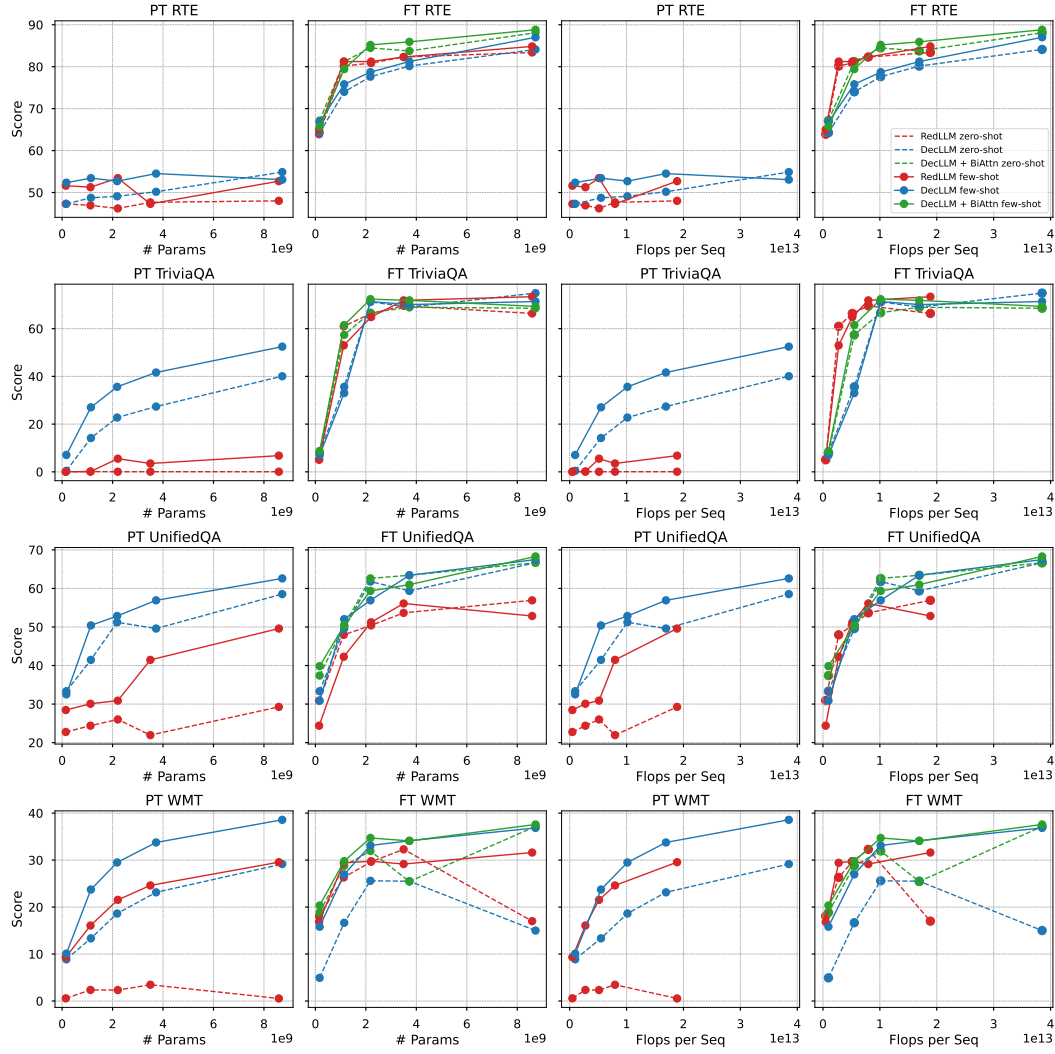 PT RTE
FT RTE
PT RTE
FT RTE
90
80
70
60
50
Score
RedLLM zero-shot
DecLLM zero-shot
DecLLM + BiAttn zero-shot
RedLLM few-shot
DecLLM few-shot
DecLLM + BiAttn few-shot
0 2 4 6 8
# Params 1e9
0 2 4 6 8
# Params 1e9
0 1 2 3 4
Flops per Seq 1e13
0 1 2 3 4
Flops per Seq 1e13
PT TriviaQA
FT TriviaQA
PT TriviaQA
FT TriviaQA
60
40
20
0
Score
0 2 4 6 8
# Params 1e9
0 2 4 6 8
# Params 1e9
0 1 2 3 4
Flops per Seq 1e13
0 1 2 3 4
Flops per Seq 1e13
PT UnifiedQA
FT UnifiedQA
PT UnifiedQA
FT UnifiedQA
70
60
50
40
30
20
Score
0 2 4 6 8
# Params 1e9
0 2 4 6 8
# Params 1e9
0 1 2 3 4
Flops per Seq 1e13
0 1 2 3 4
Flops per Seq 1e13
PT WMT
FT WMT
PT WMT
FT WMT
40
30
20
10
0
Score
0 2 4 6 8
# Params 1e9
0 2 4 6 8
# Params 1e9
0 1 2 3 4
Flops per Seq 1e13
0 1 2 3 4
Flops per Seq 1e13